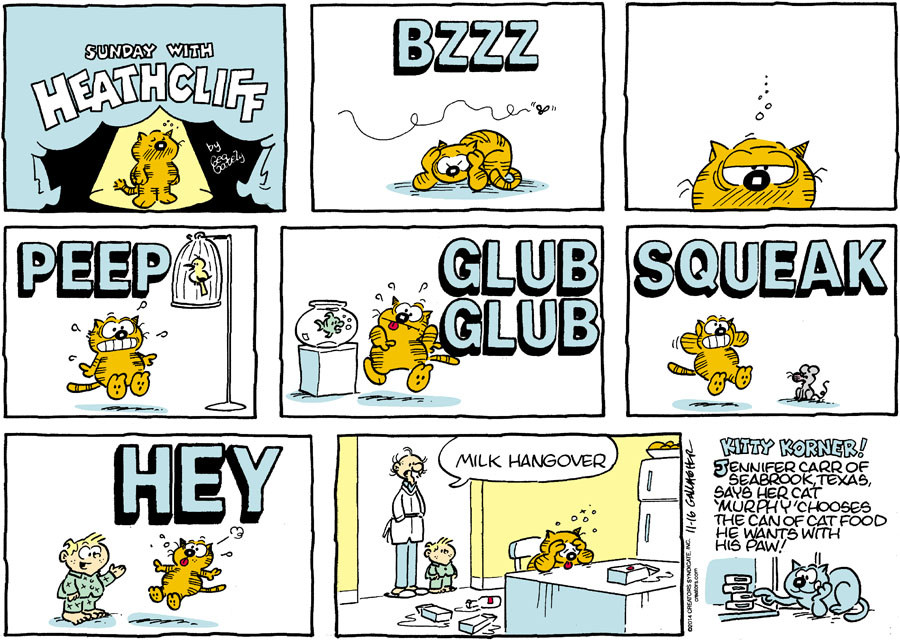 SUNDAY WITH
HEATHCLIFF
by
Geo
Gately
BZZZ
PEEP
GLUB
GLUB
SQUEAK
HEY
MILK HANGOVER
11-16 GALLAGHER
©2014 CREATORS SYNDICATE, INC.
creators.com
KITTY KORNER!
JENNIFER CARR OF
SEABROOK, TEXAS,
SAYS HER CAT
"MURPHY" CHOOSES
THE CAN OF CAT FOOD
HE WANTS WITH
HIS PAW!